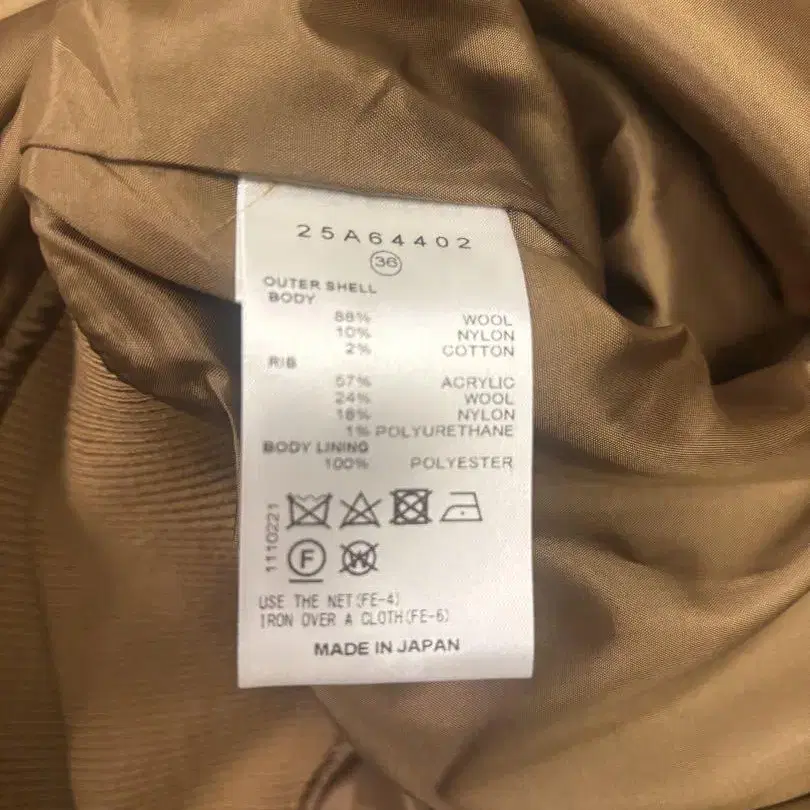 25A64402
36
OUTER SHELL
BODY
88% WOOL
10% NYLON
2% COTTON
RIB
57% ACRYLIC
24% WOOL
18% NYLON
1% POLYURETHANE
BODY LINING
100% POLYESTER
1110221
F W
USE THE NET(FE-4)
IRON OVER A CLOTH(FE-6)
MADE IN JAPAN